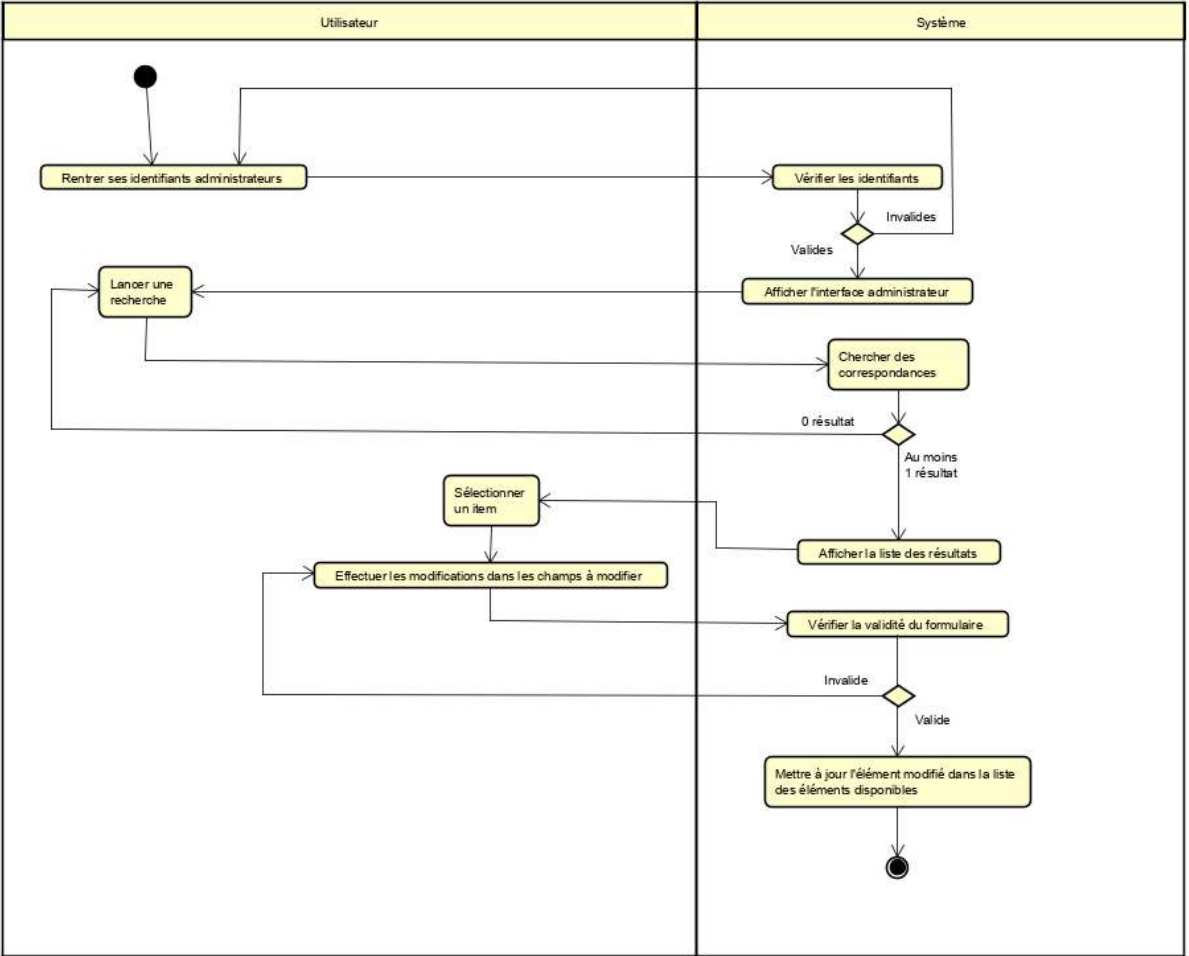 Utilisateur
Système
Rentrer ses identifiants administrateurs
Vérifier les identifiants
Invalides
Valides
Lancer une
recherche
Afficher l'interface administrateur
Chercher des
correspondances
0 résultat
Au moins
1 résultat
Sélectionner
un item
Afficher la liste des résultats
Effectuer les modifications dans les champs à modifier
Vérifier la validité du formulaire
Invalide
Valide
Mettre à jour l'élément modifié dans la liste
des éléments disponibles